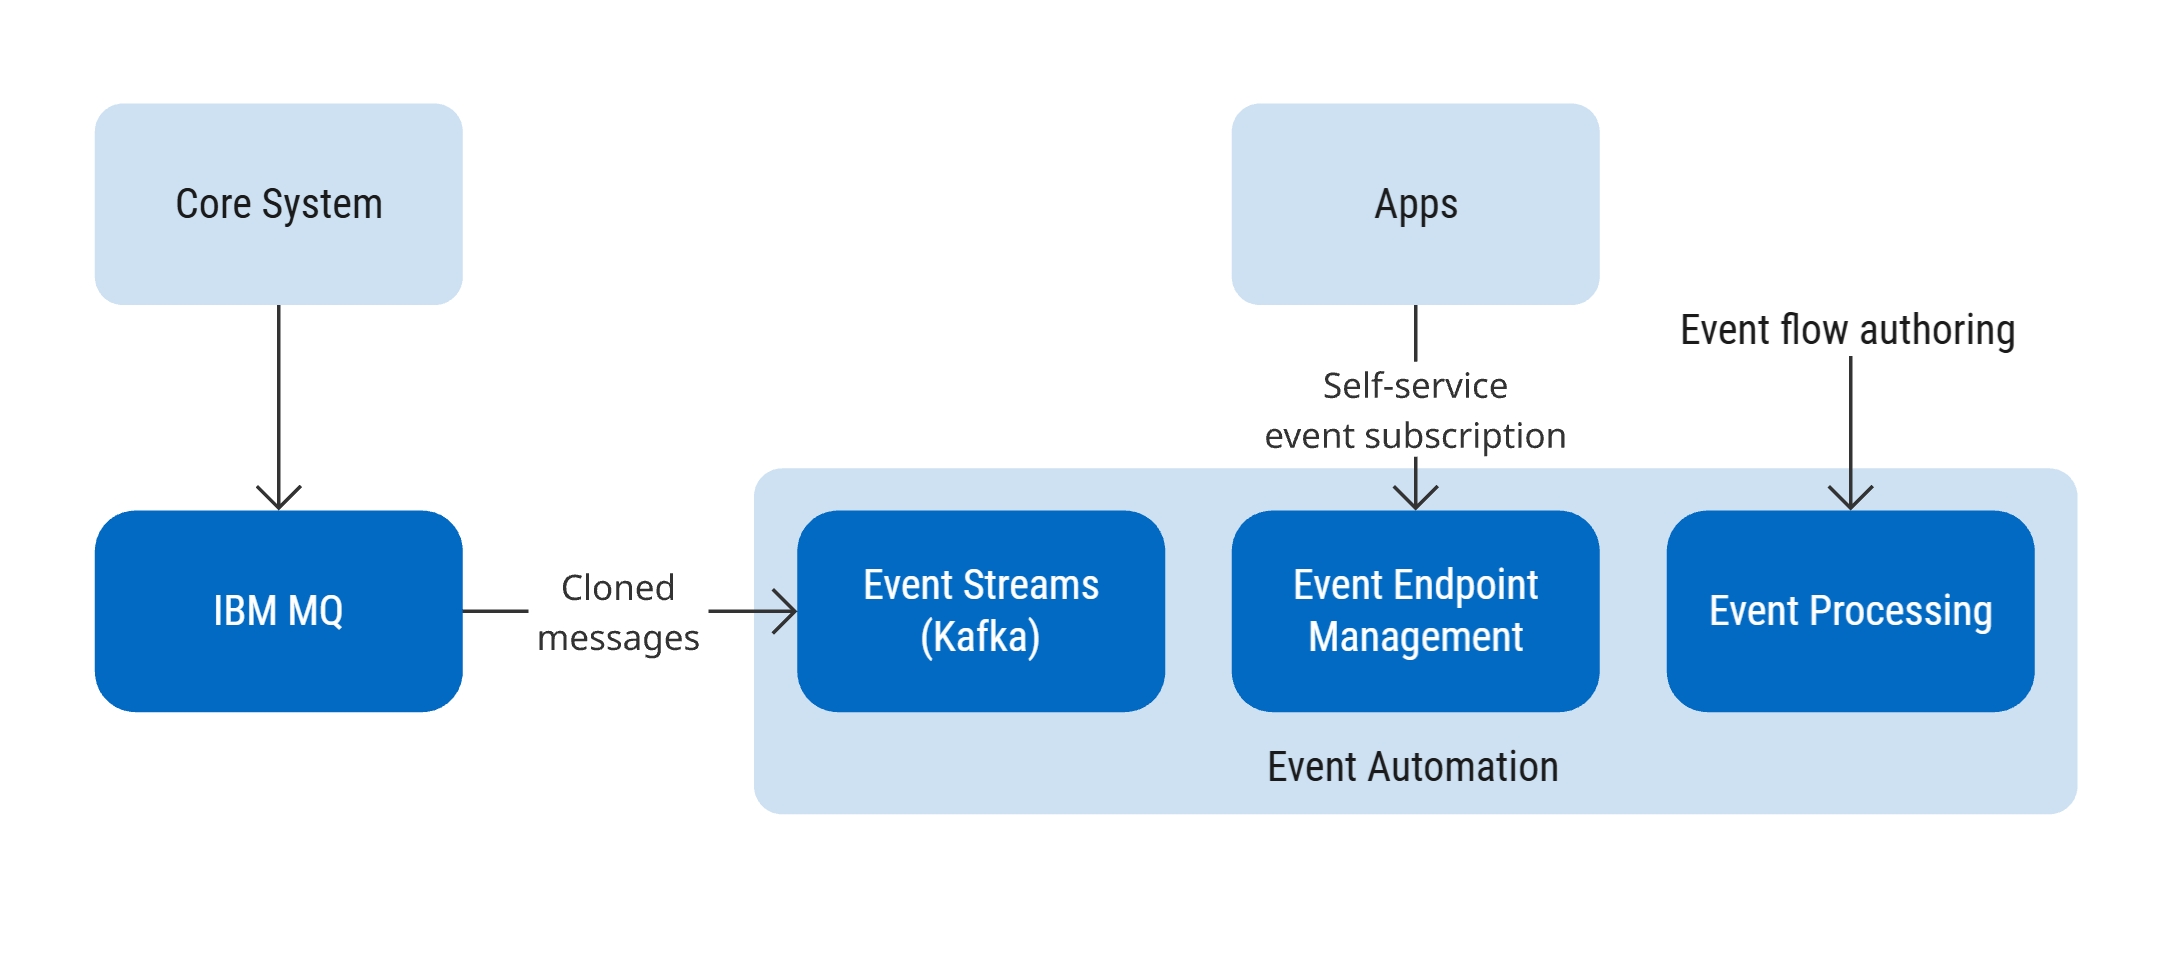 Core System
Apps
Event flow authoring
Self-service
event subscription
IBM MQ
Cloned
messages
Event Streams
(Kafka)
Event Endpoint
Management
Event Processing
Event Automation